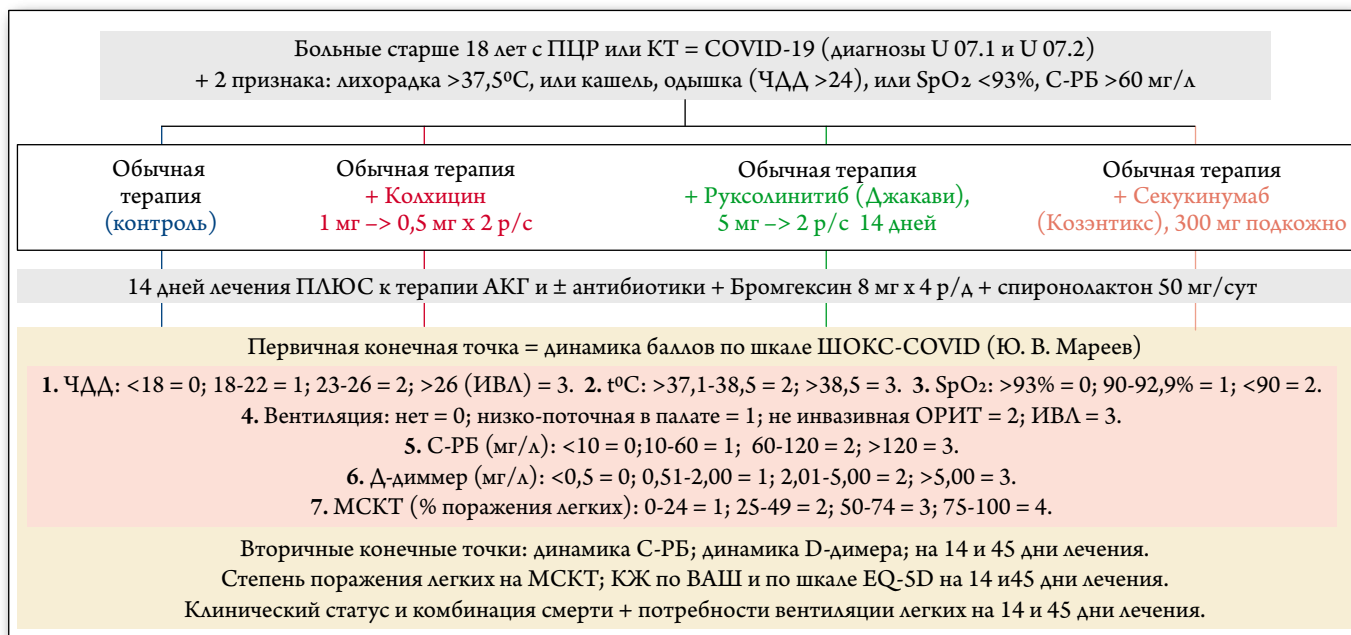 Больные старше 18 лет с ПЦР или КТ = COVID-19 (диагнозы U 07.1 и U 07.2)
+ 2 признака: лихорадка >37,5⁰С, или кашель, одышка (ЧДД >24), или SpO2 <93%, С-РБ >60 мг/л
Обычная
терапия
(контроль)
Обычная терапия
+ Колхицин
1 мг –> 0,5 мг x 2 р/с
Обычная терапия
+ Руксолинитиб (Джакави),
5 мг –> 2 р/с 14 дней
Обычная терапия
+ Секукинумаб
(Козэнтикс), 300 мг подкожно
14 дней лечения ПЛЮС к терапии АКГ и ± антибиотики + Бромгексин 8 мг x 4 р/д + спиронолактон 50 мг/сут
Первичная конечная точка = динамика баллов по шкале ШОКС-COVID (Ю. В. Мареев)
1. ЧДД: <18 = 0; 18-22 = 1; 23-26 = 2; >26 (ИВЛ) = 3. 2. t⁰C: >37,1-38,5 = 2; >38,5 = 3. 3. SpO2: >93% = 0; 90-92,9% = 1; <90 = 2.
4. Вентиляция: нет = 0; низко-поточная в палате = 1; не инвазивная ОРИТ = 2; ИВЛ = 3.
5. С-РБ (мг/л): <10 = 0;10-60 = 1; 60-120 = 2; >120 = 3.
6. Д-диммер (мг/л): <0,5 = 0; 0,51-2,00 = 1; 2,01-5,00 = 2; >5,00 = 3.
7. МСКТ (% поражения легких): 0-24 = 1; 25-49 = 2; 50-74 = 3; 75-100 = 4.
Вторичные конечные точки: динамика С-РБ; динамика D-димера; на 14 и 45 дни лечения.
Степень поражения легких на МСКТ; КЖ по ВАШ и по шкале EQ-5D на 14 и45 дни лечения.
Клинический статус и комбинация смерти + потребности вентиляции легких на 14 и 45 дни лечения.